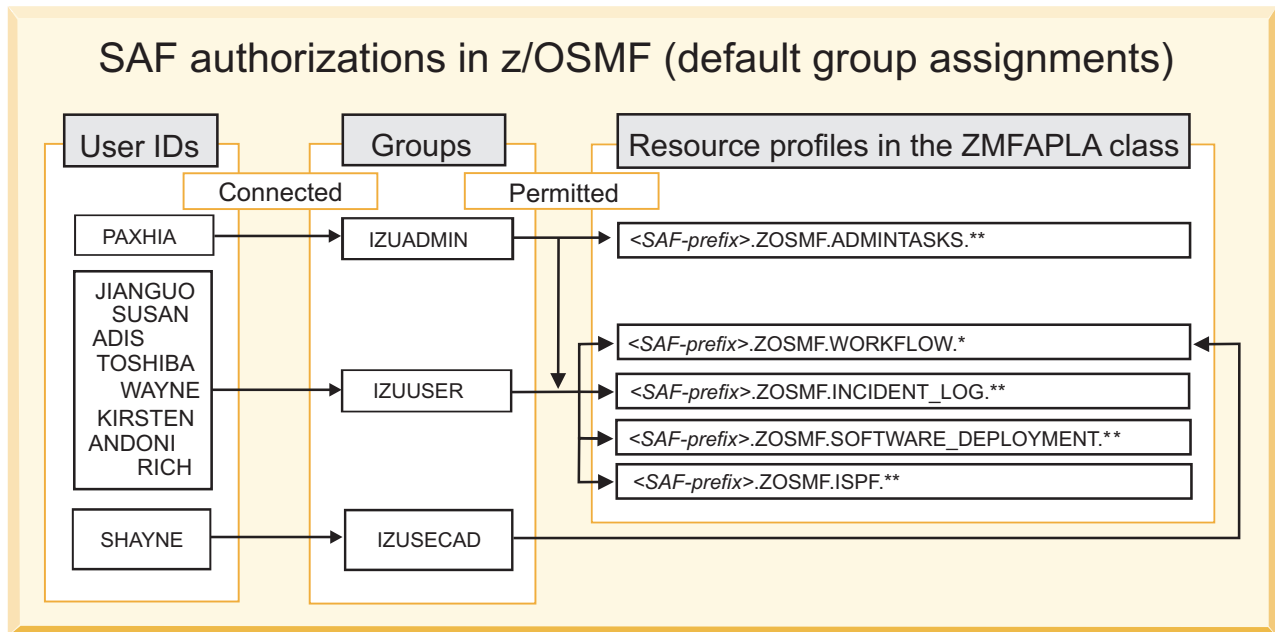 SAF authorizations in z/OSMF (default group assignments)
User IDs
Groups
Resource profiles in the ZMFAPLA class
Connected
Permitted
PAXHIA
IZUADMIN
<SAF-prefix>.ZOSMF.ADMINTASKS.**
JIANGUO
SUSAN
ADIS
TOSHIBA
WAYNE
KIRSTEN
ANDONI
RICH
IZUUSER
<SAF-prefix>.ZOSMF.WORKFLOW.*
<SAF-prefix>.ZOSMF.INCIDENT_LOG.**
<SAF-prefix>.ZOSMF.SOFTWARE_DEPLOYMENT.**
<SAF-prefix>.ZOSMF.ISPF.**
SHAYNE
IZUSECAD